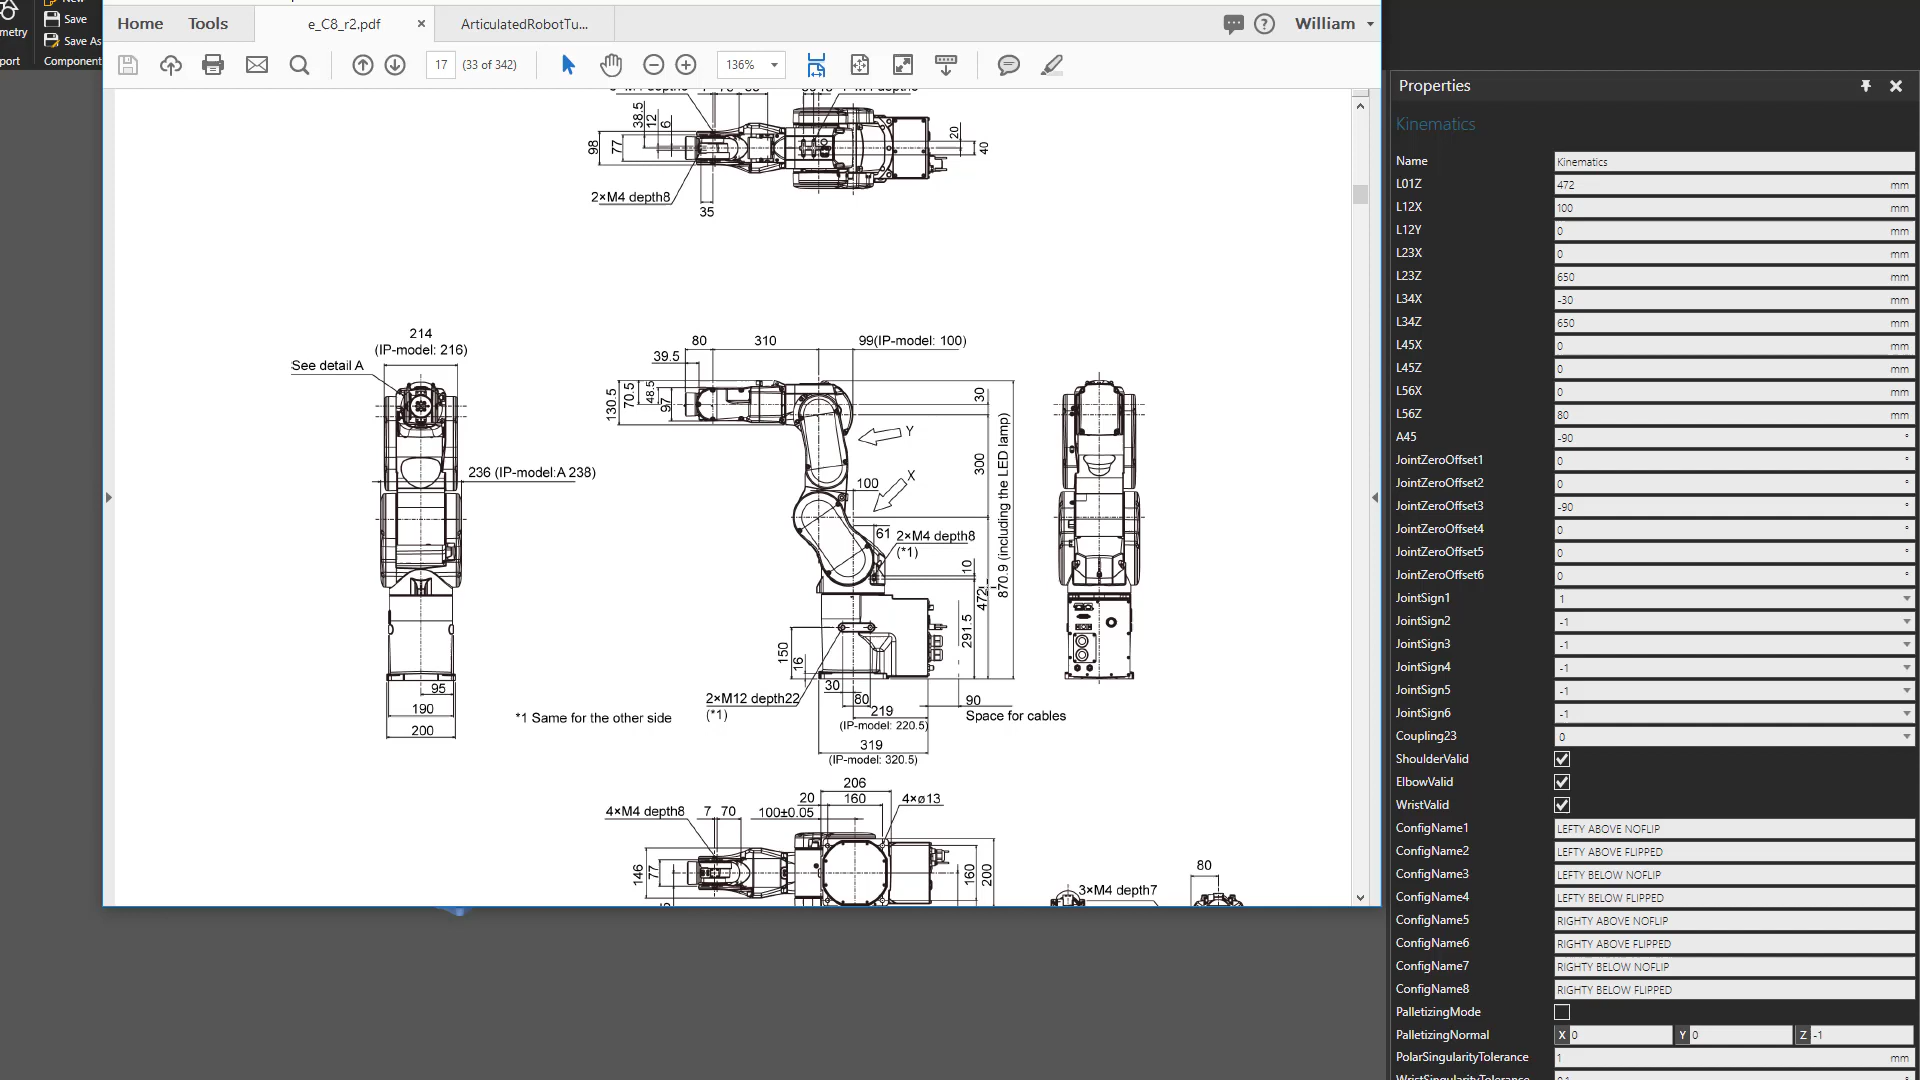 Home
Tools
e_C8_r2.pdf
ArticulatedRobotTu...
William
Save
Save As
Component
metry
port
17
(33 of 342)
136%
38.5
12
6
98
77
20
40
2×M4 depth8
35
214
(IP-model: 216)
See detail A
236 (IP-model:A 238)
95
190
200
80
310
99(IP-model: 100)
39.5
130.5
70.5
48.5
97
30
Y
300
X
100
61
2×M4 depth8
(*1)
10
870.9 (including the LED lamp)
472
291.5
150
16
30
80
2×M12 depth22
(*1)
219
90
(IP-model: 220.5)
Space for cables
*1 Same for the other side
319
(IP-model: 320.5)
206
20
160
4×ø13
4×M4 depth8
7
70
100±0.05
146
77
160
200
80
3×M4 depth7
Properties
Kinematics
Name Kinematics
L01Z 472 mm
L12X 100 mm
L12Y 0 mm
L23X 0 mm
L23Z 650 mm
L34X -30 mm
L34Z 650 mm
L45X 0 mm
L45Z 0 mm
L56X 0 mm
L56Z 80 mm
A45 -90 °
JointZeroOffset1 0 °
JointZeroOffset2 0 °
JointZeroOffset3 -90 °
JointZeroOffset4 0 °
JointZeroOffset5 0 °
JointZeroOffset6 0 °
JointSign1 1
JointSign2 -1
JointSign3 -1
JointSign4 -1
JointSign5 -1
JointSign6 -1
Coupling23 0
ShoulderValid
ElbowValid
WristValid
ConfigName1 LEFTY ABOVE NOFLIP
ConfigName2 LEFTY ABOVE FLIPPED
ConfigName3 LEFTY BELOW NOFLIP
ConfigName4 LEFTY BELOW FLIPPED
ConfigName5 RIGHTY ABOVE NOFLIP
ConfigName6 RIGHTY ABOVE FLIPPED
ConfigName7 RIGHTY BELOW NOFLIP
ConfigName8 RIGHTY BELOW FLIPPED
PalletizingMode
PalletizingNormal X 0 Y 0 Z -1
PolarSingularityTolerance 1 mm
WristSingularityTolerance